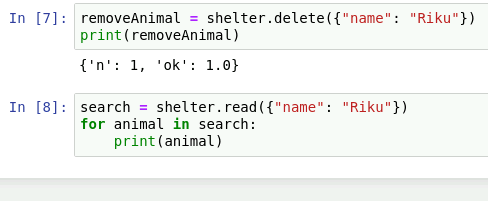 In [7]: removeAnimal = shelter.delete({"name": "Riku"})
print(removeAnimal)
{'n': 1, 'ok': 1.0}
In [8]: search = shelter.read({"name": "Riku"})
for animal in search:
    print(animal)